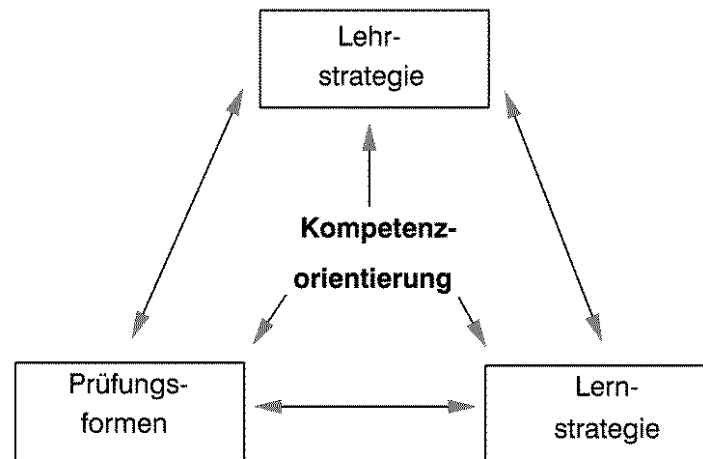 Lehr-
strategie
Kompetenz-
orientierung
Prüfungs-
formen
Lern-
strategie